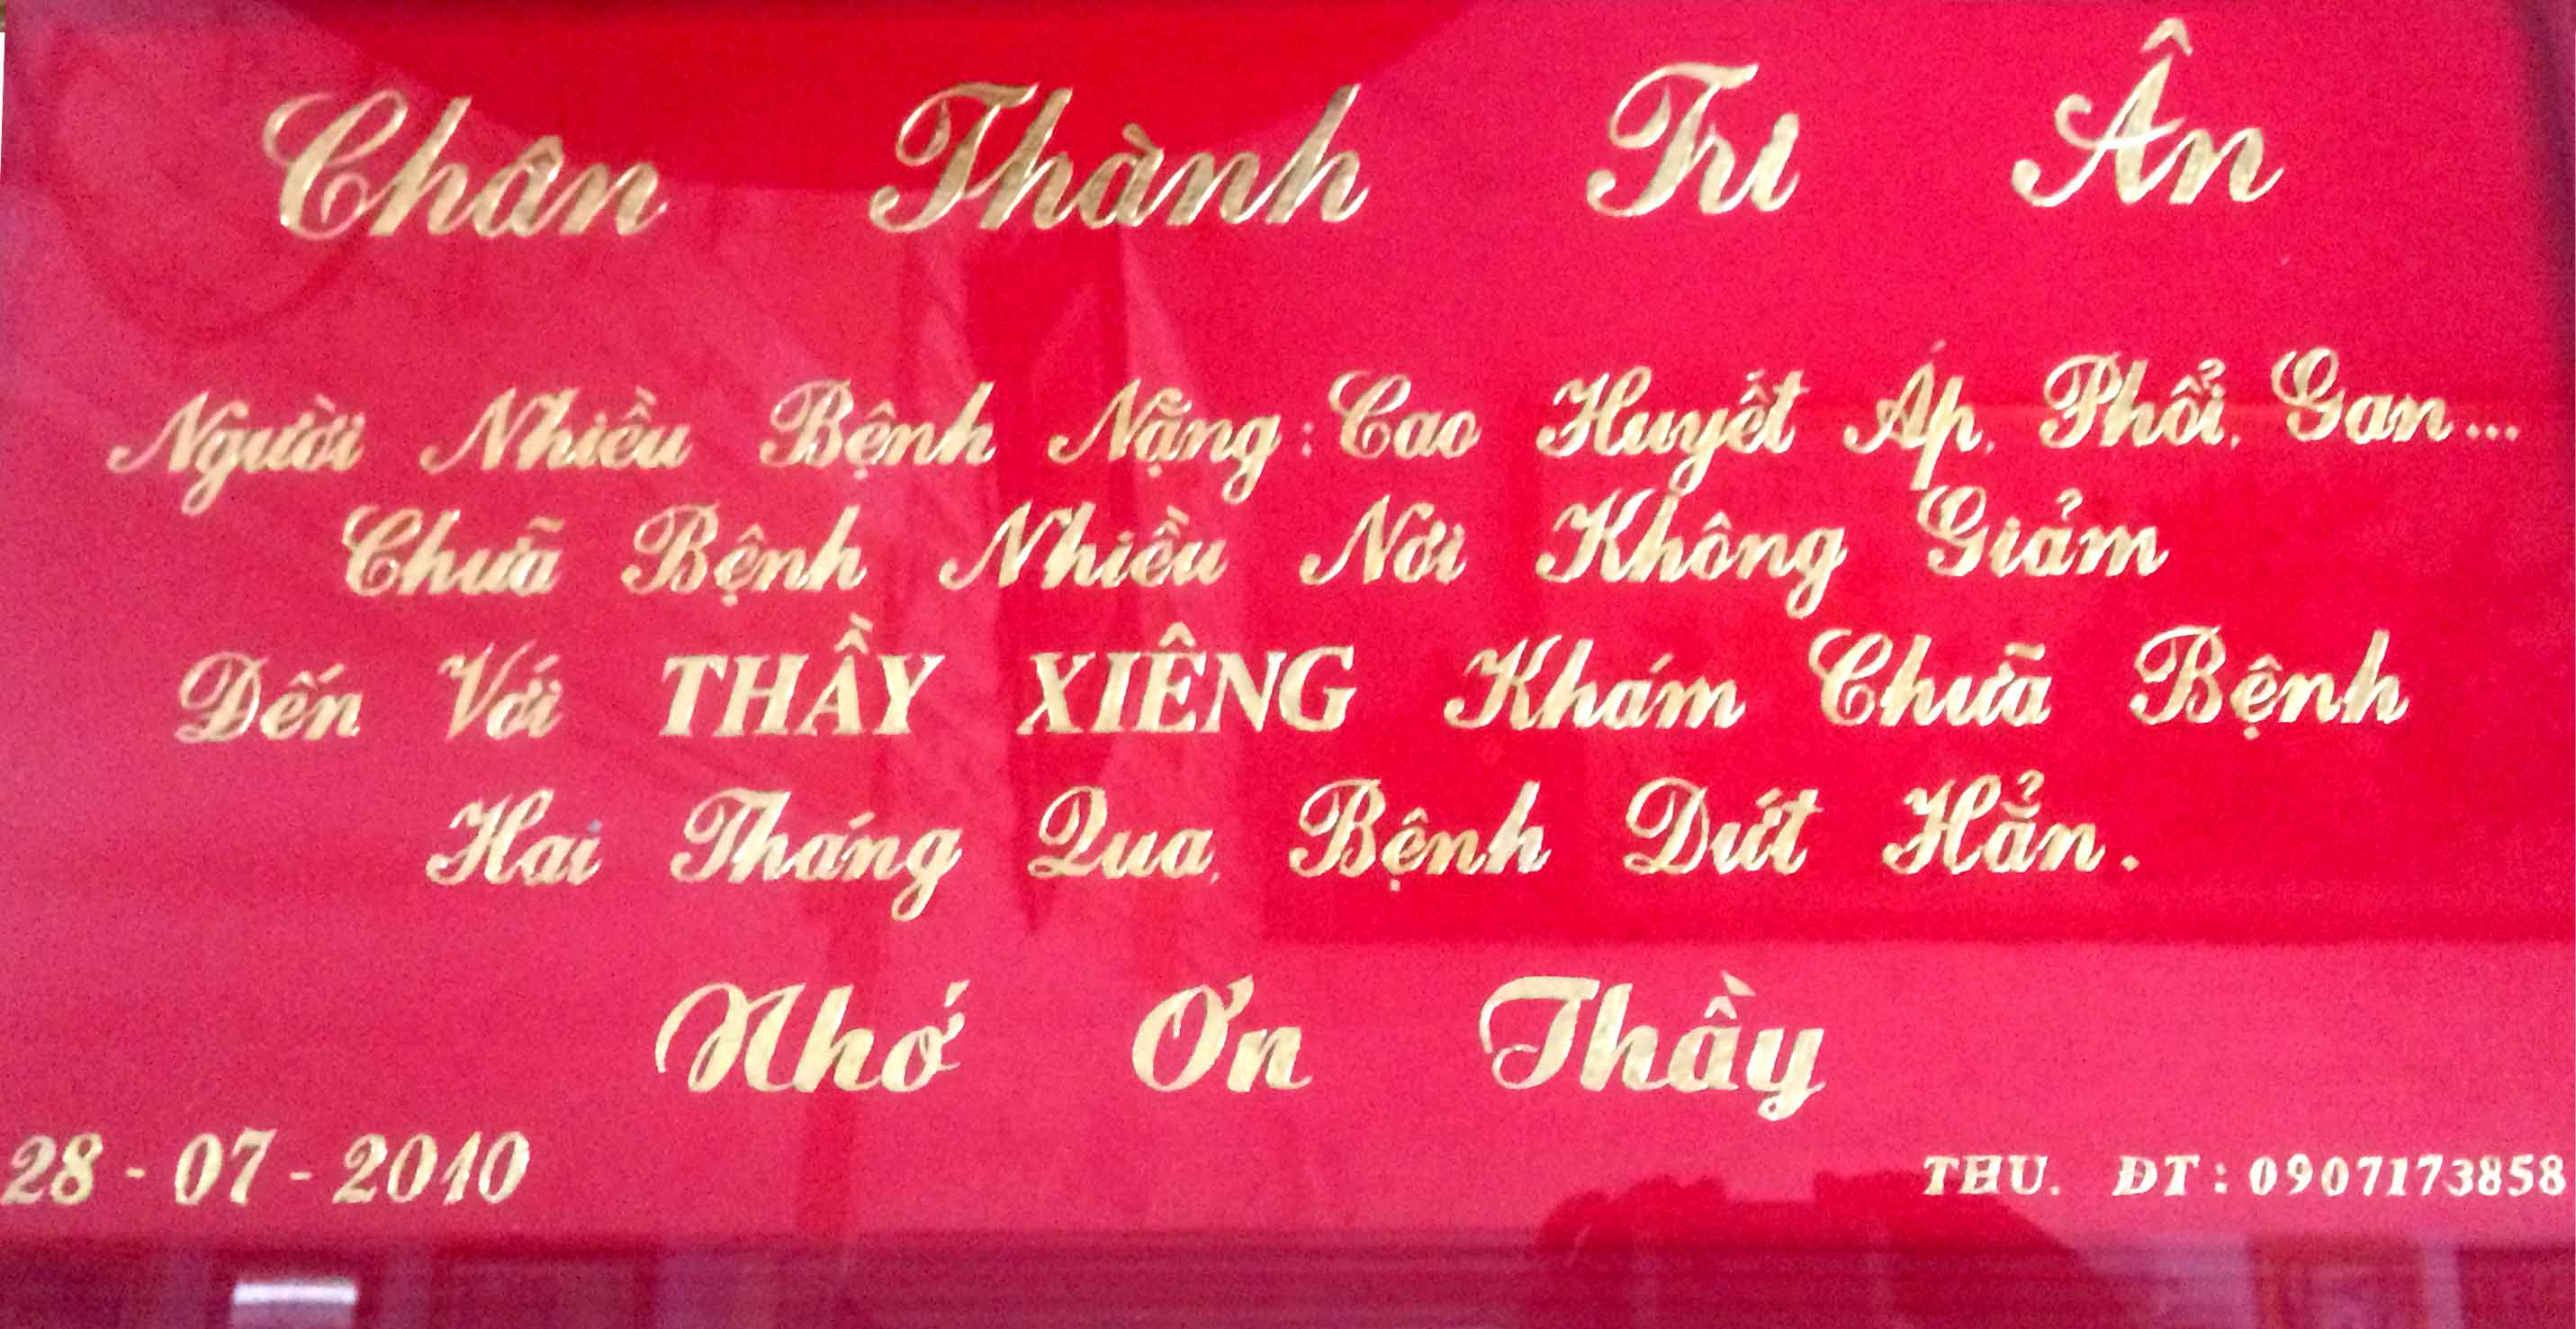 Chân Thành Tri Ân
Người Nhiều Bệnh Nặng: Cao Huyết Áp, Phổi, Gan...
Chữa Bệnh Nhiều Nơi Không Giảm
Đến Với THẦY XIÊNG Khám Chữa Bệnh
Hai Tháng Qua, Bệnh Dứt Hẳn.
Nhớ Ơn Thầy
28 - 07 - 2010 THU. ĐT: 0907173858